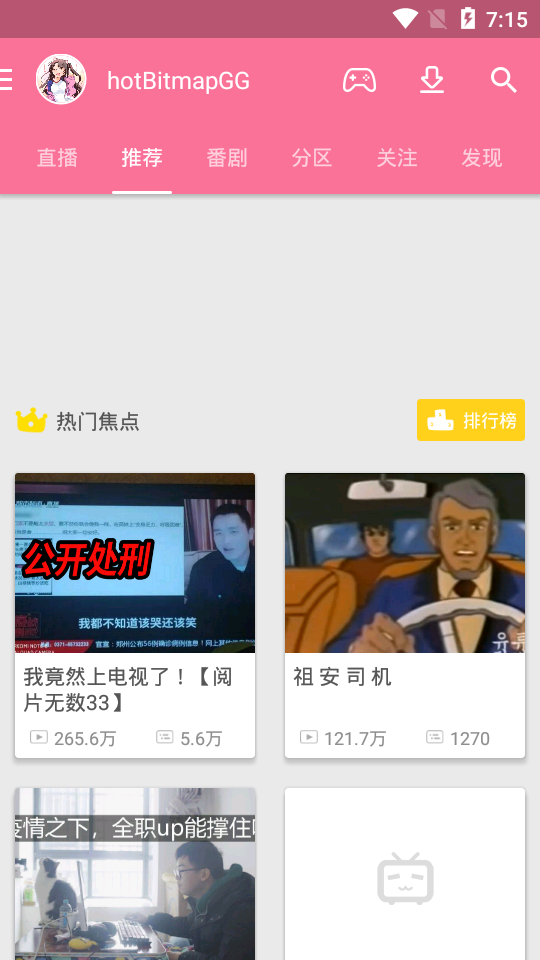 7:15
hotBitmapGG
直播 推荐 番剧 分区 关注 发现
热门焦点
排行榜
公开处刑
我都不知道该哭还该笑
我竟然上电视了！【阅
片无数33】
265.6万 5.6万
祖 安 司 机
121.7万 1270
疫情之下，全职up能撑住